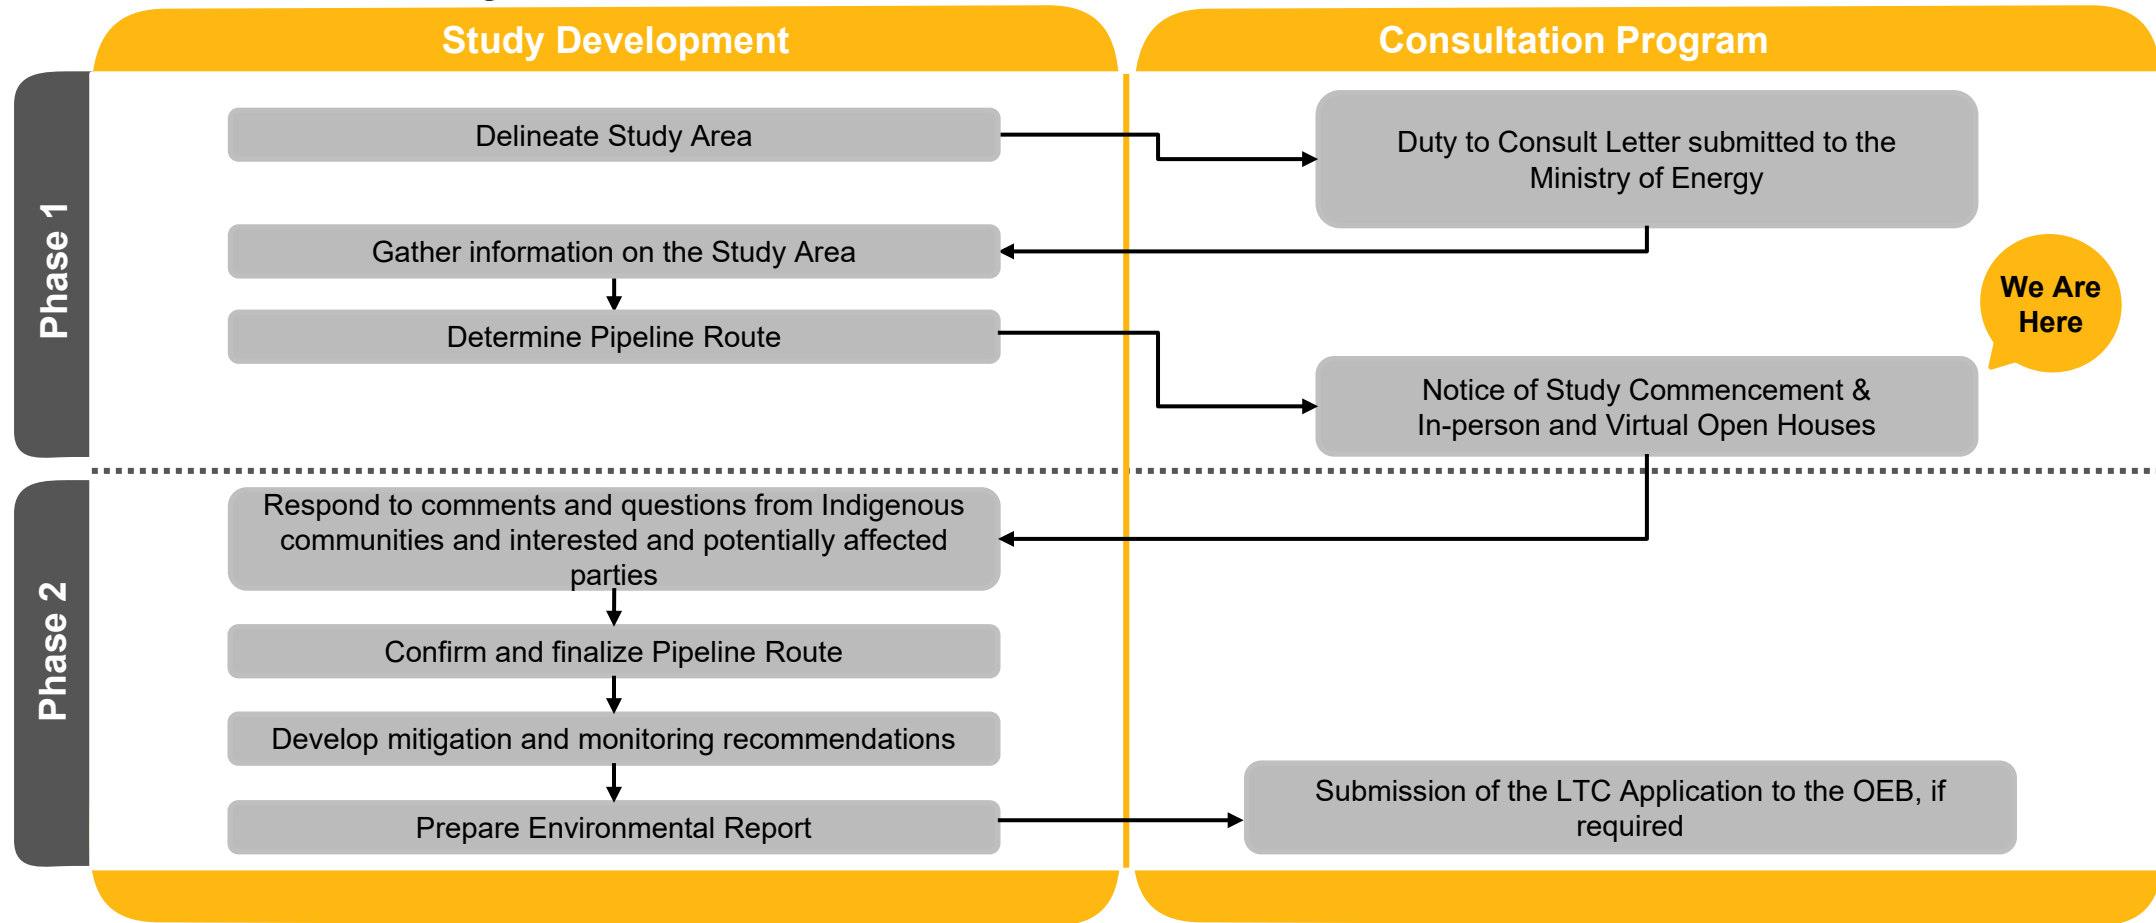 Study Development
Consultation Program
Phase 1
Delineate Study Area
Duty to Consult Letter submitted to the
Ministry of Energy
Gather information on the Study Area
Determine Pipeline Route
We Are
Here
Notice of Study Commencement &
In-person and Virtual Open Houses
Phase 2
Respond to comments and questions from Indigenous
communities and interested and potentially affected
parties
Confirm and finalize Pipeline Route
Develop mitigation and monitoring recommendations
Prepare Environmental Report
Submission of the LTC Application to the OEB, if
required